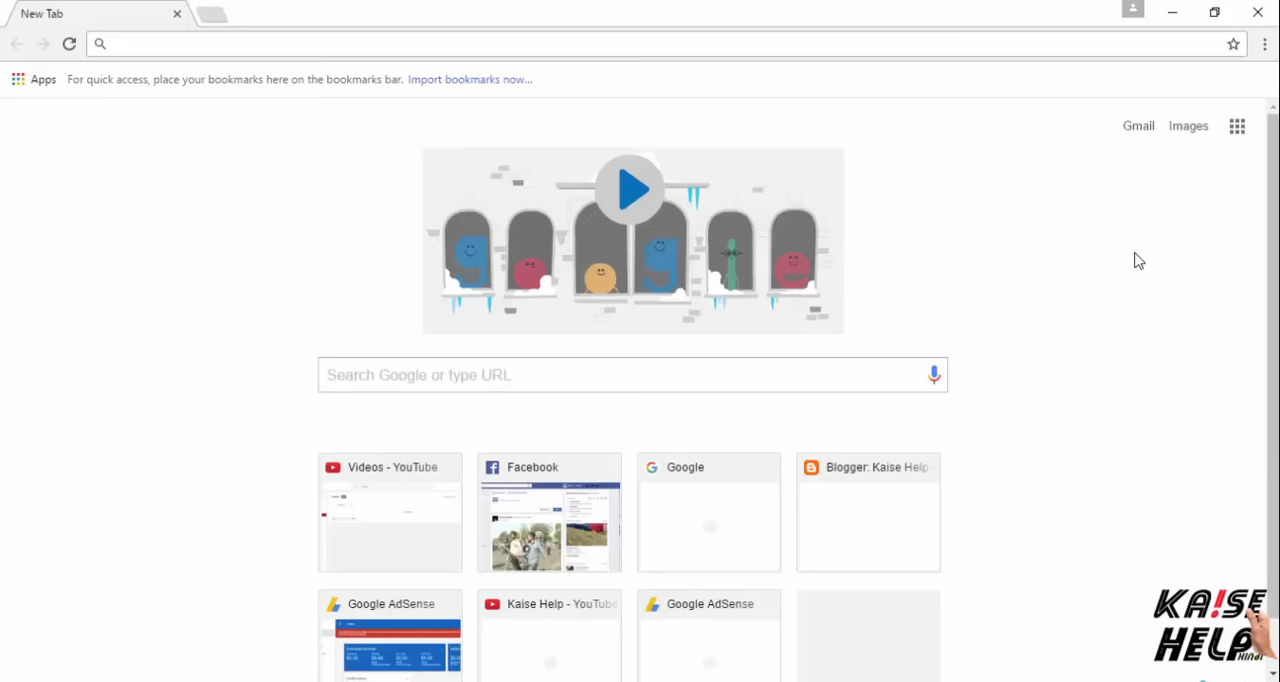 New Tab
Apps For quick access, place your bookmarks here on the bookmarks bar. Import bookmarks now...
Gmail Images
Search Google or type URL
Videos - YouTube Facebook Google Blogger: Kaise Help -
Google AdSense Kaise Help - YouTube Google AdSense
KA!SE
HELP
HINDI